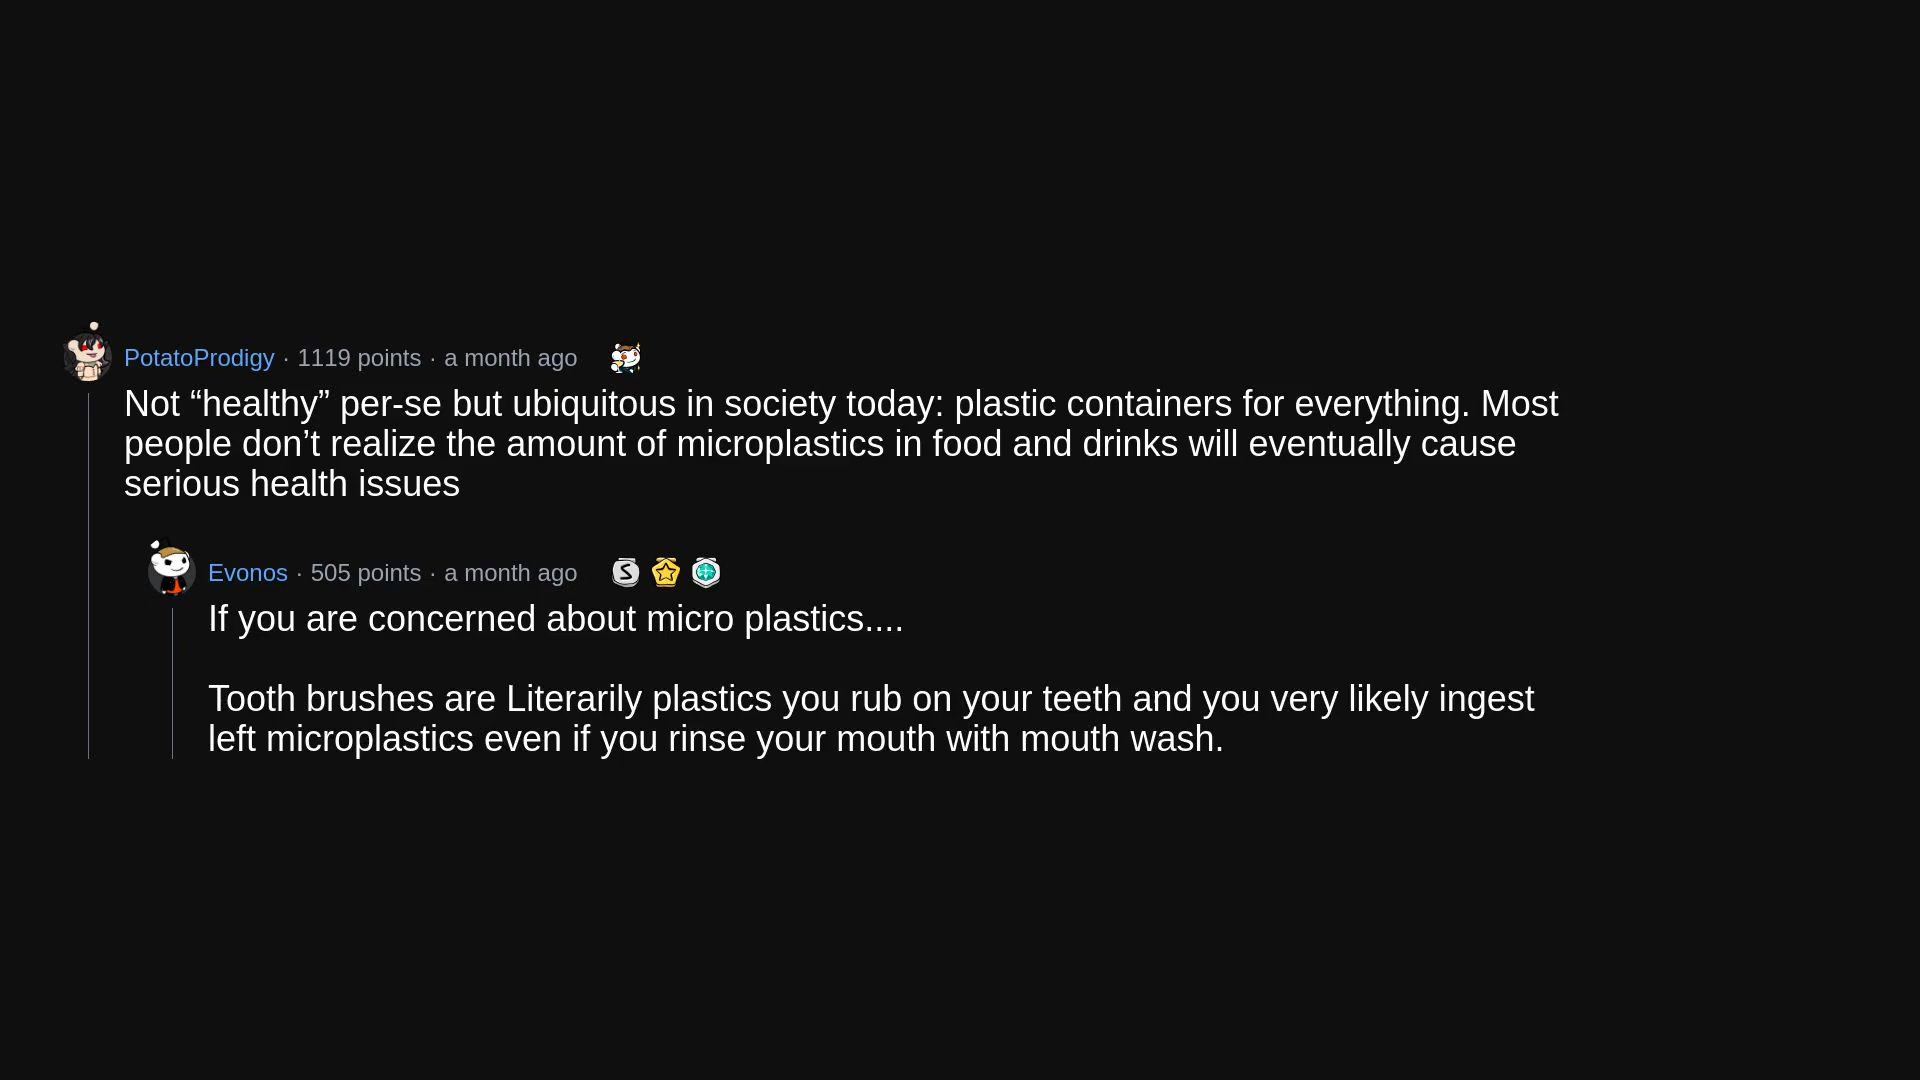 PotatoProdigy · 1119 points · a month ago
Not “healthy” per-se but ubiquitous in society today: plastic containers for everything. Most
people don’t realize the amount of microplastics in food and drinks will eventually cause
serious health issues
Evonos · 505 points · a month ago
If you are concerned about micro plastics....
Tooth brushes are Literarily plastics you rub on your teeth and you very likely ingest
left microplastics even if you rinse your mouth with mouth wash.